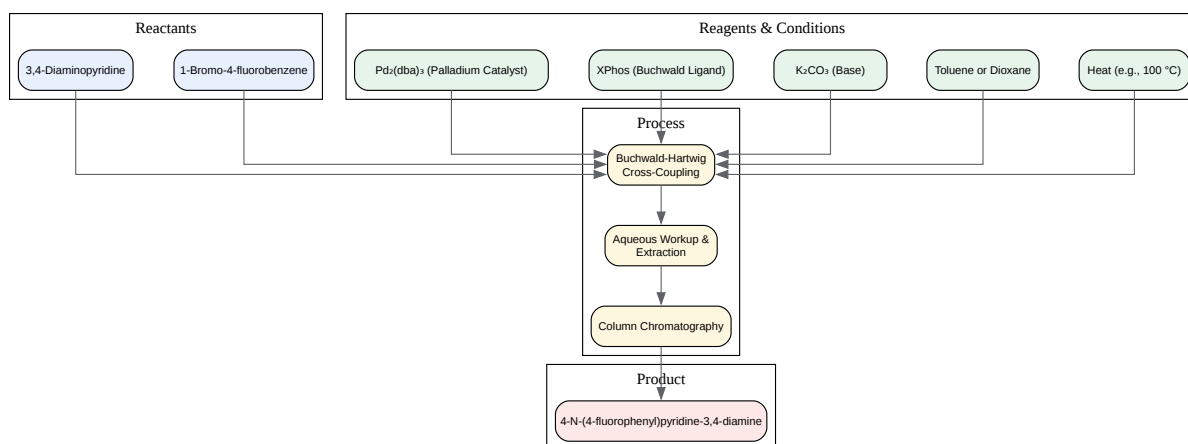 Reactants
Reagents & Conditions
3,4-Diaminopyridine
1-Bromo-4-fluorobenzene
Pd₂(dba)₃ (Palladium Catalyst)
XPhos (Buchwald Ligand)
K₂CO₃ (Base)
Toluene or Dioxane
Heat (e.g., 100 °C)
Process
Buchwald-Hartwig
Cross-Coupling
Aqueous Workup &
Extraction
Column Chromatography
Product
4-N-(4-fluorophenyl)pyridine-3,4-diamine